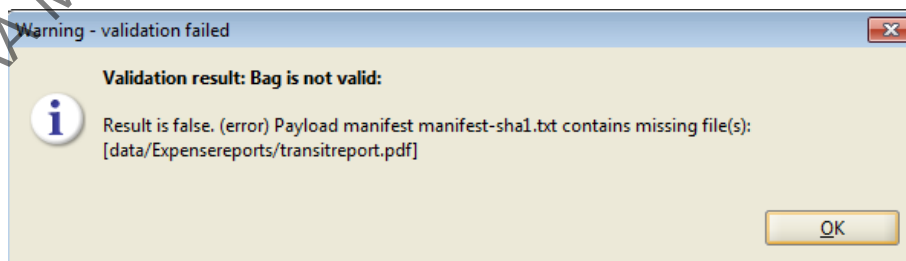 Warning - validation failed
Validation result: Bag is not valid:
Result is false. (error) Payload manifest manifest-sha1.txt contains missing file(s):
[data/Expensereports/transitreport.pdf]
OK